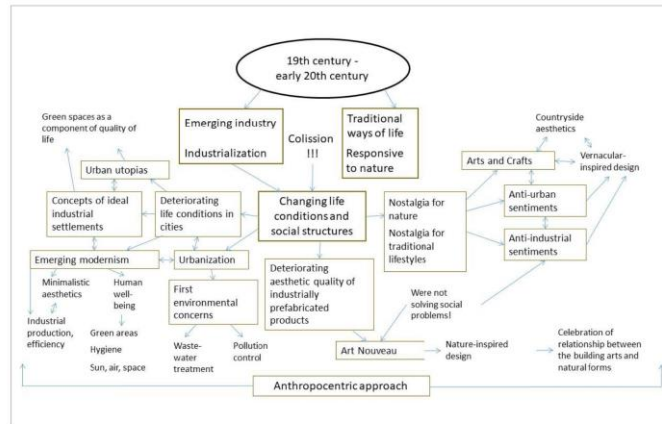 19th century -
early 20th century
Emerging industry
Industrialization
Colission
!!!
Traditional
ways of life
Responsive
to nature
Green spaces as a
component of quality of
life
Urban utopias
Concepts of ideal
industrial
settlements
Deteriorating
life conditions in
cities
Changing life
conditions and
social structures
Nostalgia for
nature
Nostalgia for
traditional
lifestyles
Countryside
aesthetics
Arts and Crafts
Vernacular-
inspired design
Anti-urban
sentiments
Anti-industrial
sentiments
Emerging modernism
Urbanization
Minimalistic
aesthetics
Human
well-
being
Industrial
production,
efficiency
Green areas
Hygiene
Sun, air, space
First
environmental
concerns
Waste-
water
treatment
Pollution
control
Deteriorating
aesthetic quality of
industrially
prefabricated
products
Were not
solving social
problems!
Art Nouveau
Nature-inspired
design
Celebration of
relationship between
the building arts and
natural forms
Anthropocentric approach